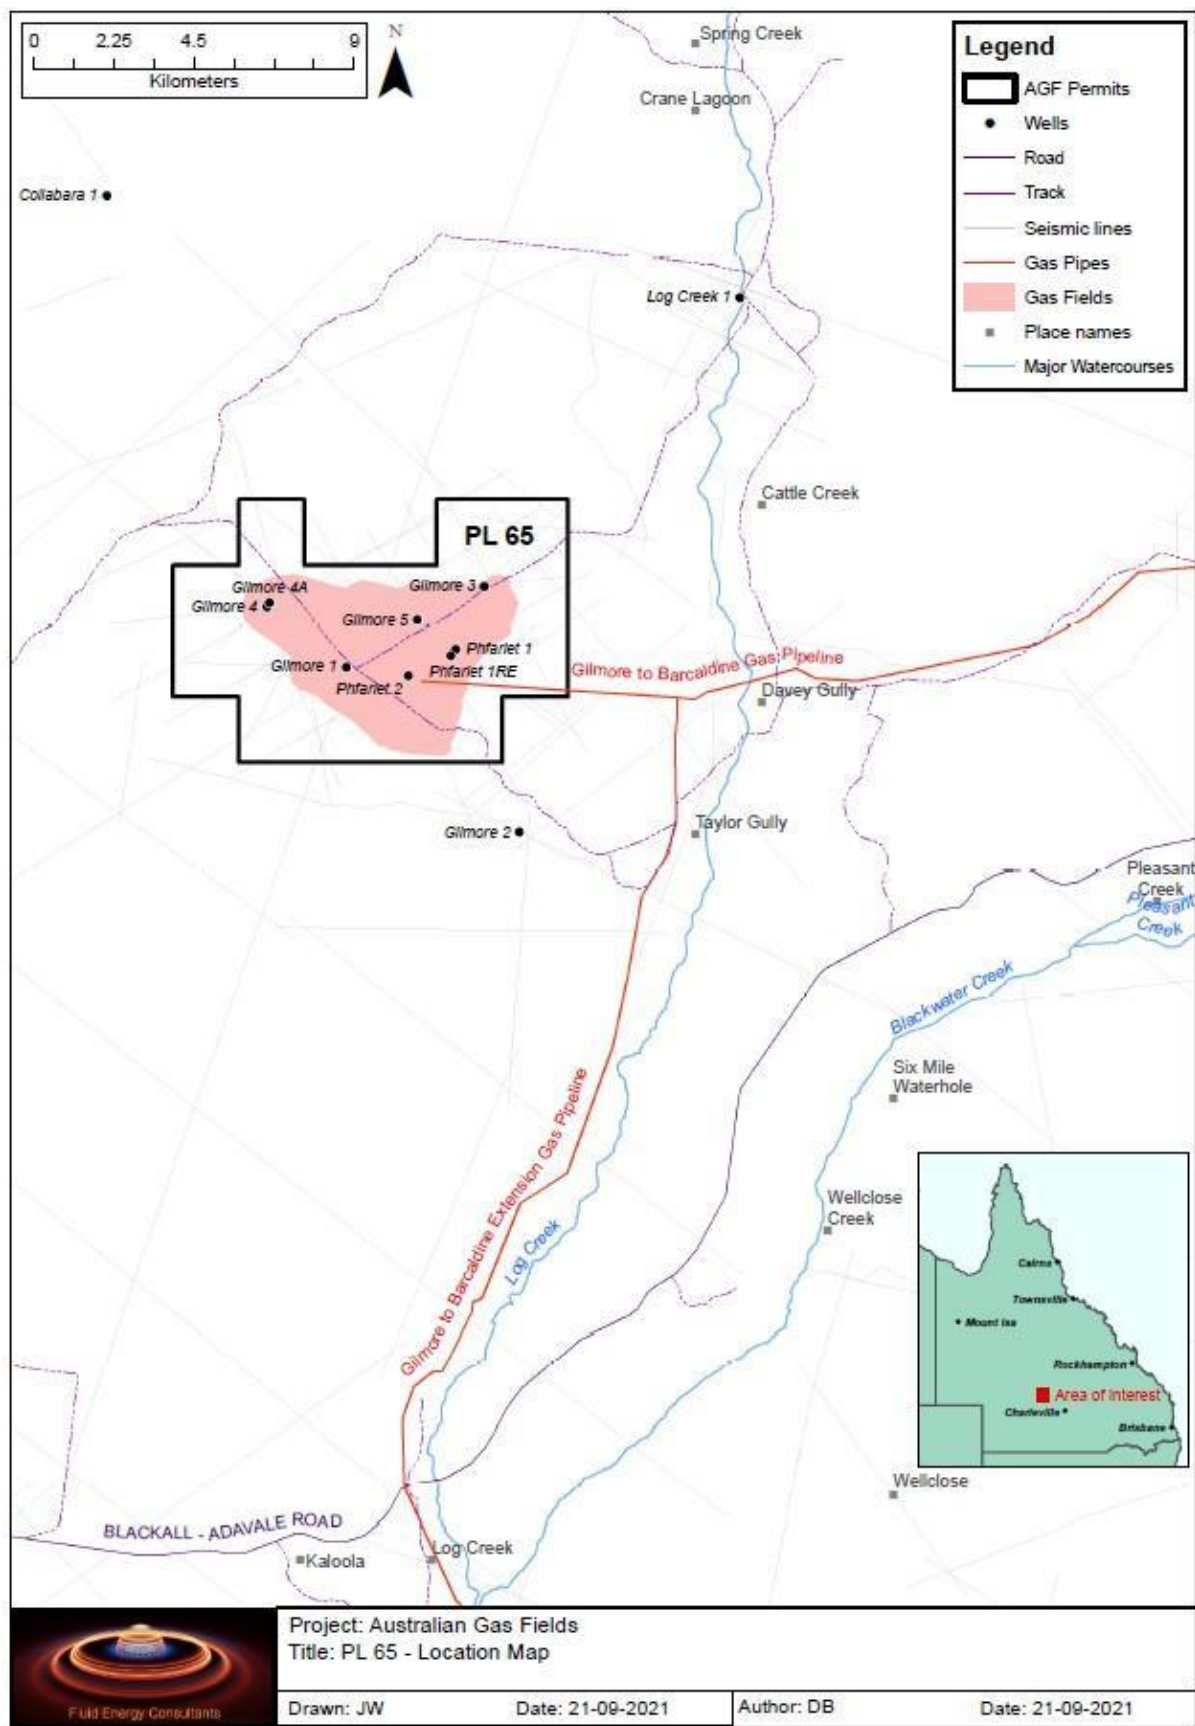 0 2.25 4.5 9
Kilometers
N
Spring Creek
Crane Lagoon
Legend
AGF Permits
Wells
Road
Track
Seismic lines
Gas Pipes
Gas Fields
Place names
Major Watercourses
Collabara 1
Log Creek 1
Cattle Creek
PL 65
Gilmore 4A
Gilmore 3
Gilmore 4
Gilmore 5
Phfarlet 1
Gilmore 1
Phfarlet 1RE
Phfarlet 2
Gilmore to Barcaldine Gas Pipeline
Davey Gully
Gilmore 2
Taylor Gully
Pleasant
Creek
Pleasant
Creek
Blackwater Creek
Six Mile
Waterhole
Gilmore to Barcaldine Extension Gas Pipeline
Log Creek
Wellclose
Creek
Cairns
Townsville
Mount Isa
Rockhampton
Area of Interest
Charleville
Brisbane
Wellclose
BLACKALL - ADAVALE ROAD
Kaloola
Log Creek
Fluid Energy Consultants
Project: Australian Gas Fields
Title: PL 65 - Location Map
Drawn: JW Date: 21-09-2021 Author: DB Date: 21-09-2021